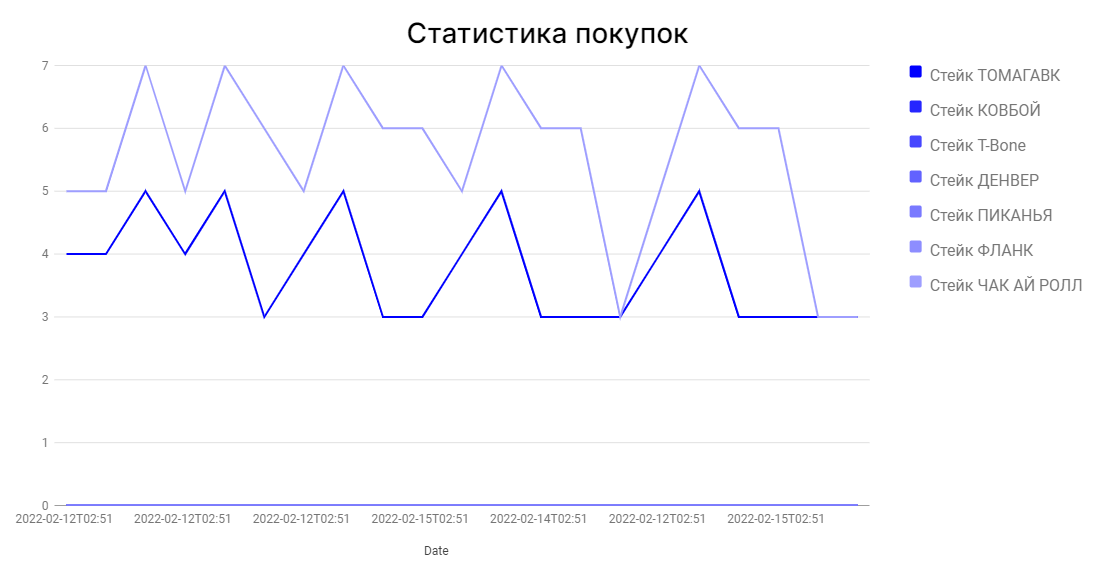 Статистика покупок
7
6
5
4
3
2
1
0
2022-02-12T02:51 2022-02-12T02:51 2022-02-12T02:51 2022-02-15T02:51 2022-02-14T02:51 2022-02-12T02:51 2022-02-15T02:51
Date
Стейк ТОМАГАВК
Стейк КОВБОЙ
Стейк T-Bone
Стейк ДЕНВЕР
Стейк ПИКАНЬЯ
Стейк ФЛАНК
Стейк ЧАК АЙ РОЛЛ